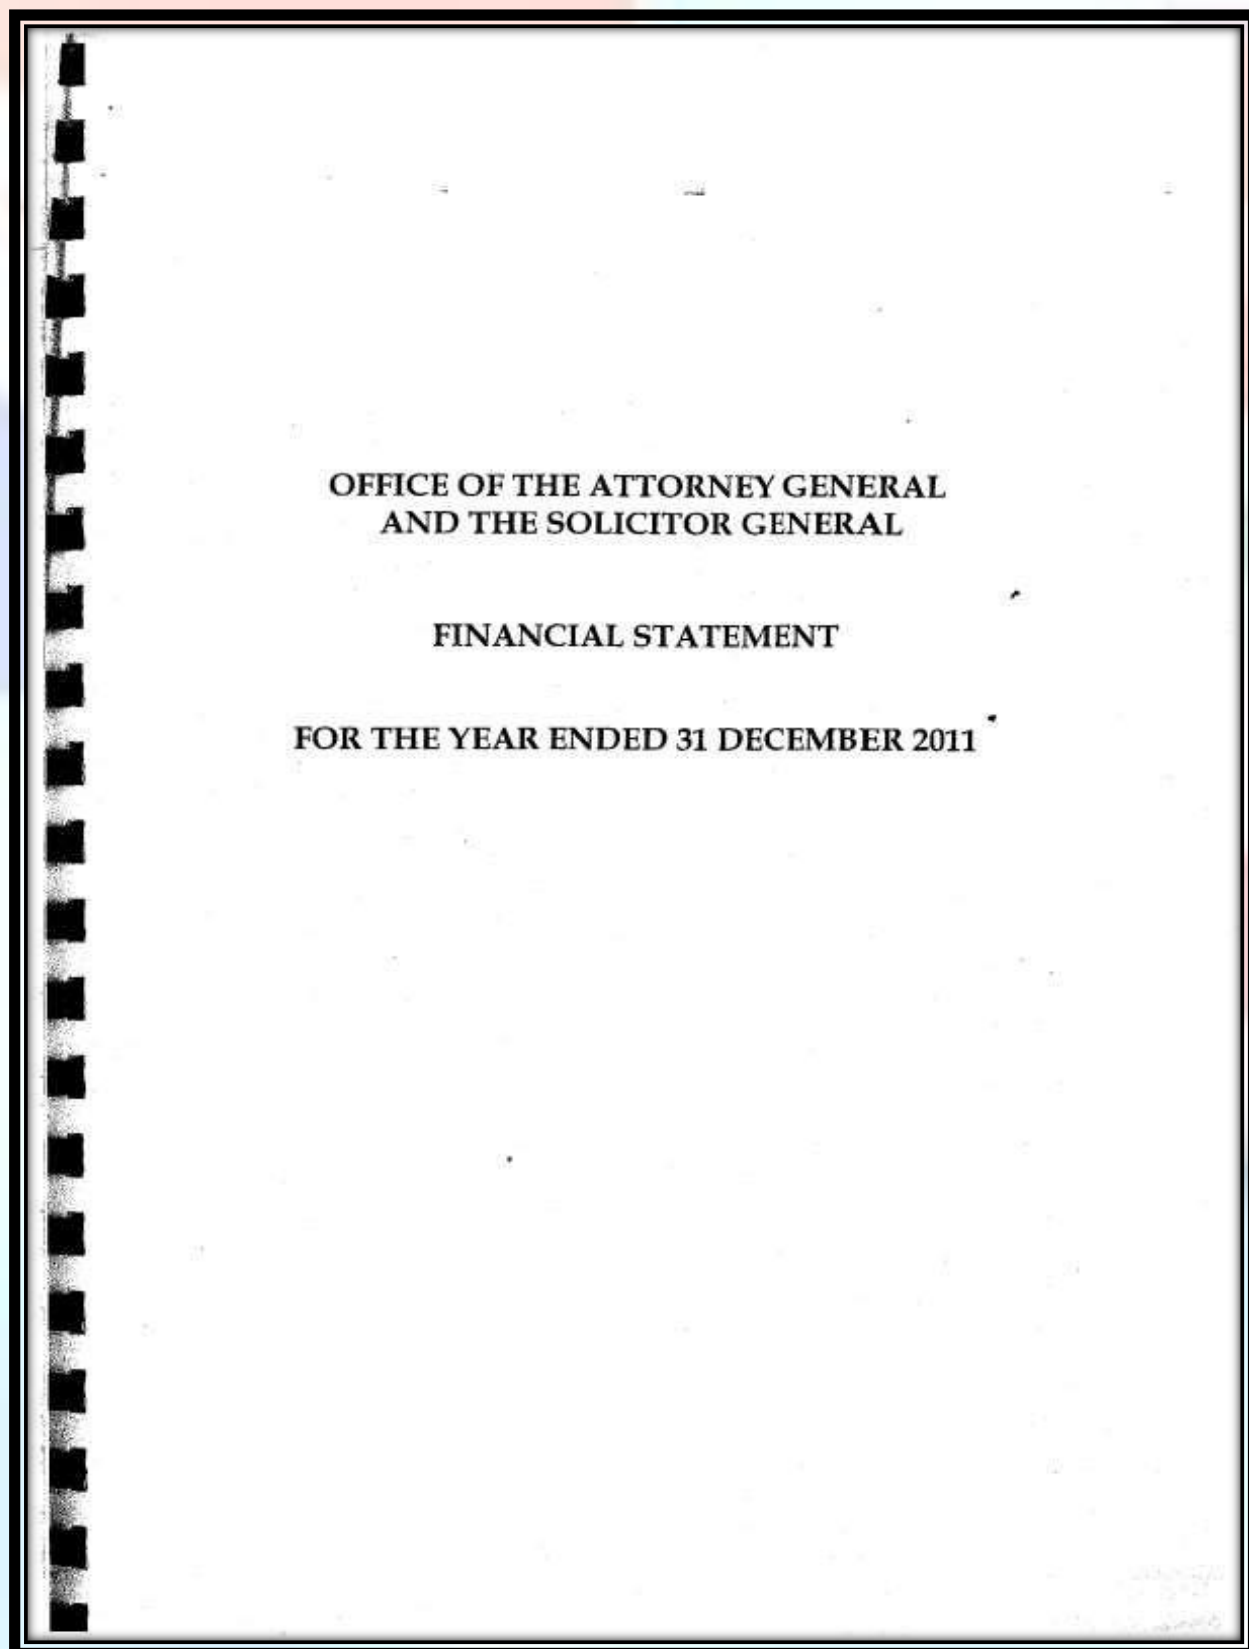 OFFICE OF THE ATTORNEY GENERAL
AND THE SOLICITOR GENERAL
FINANCIAL STATEMENT
FOR THE YEAR ENDED 31 DECEMBER 2011